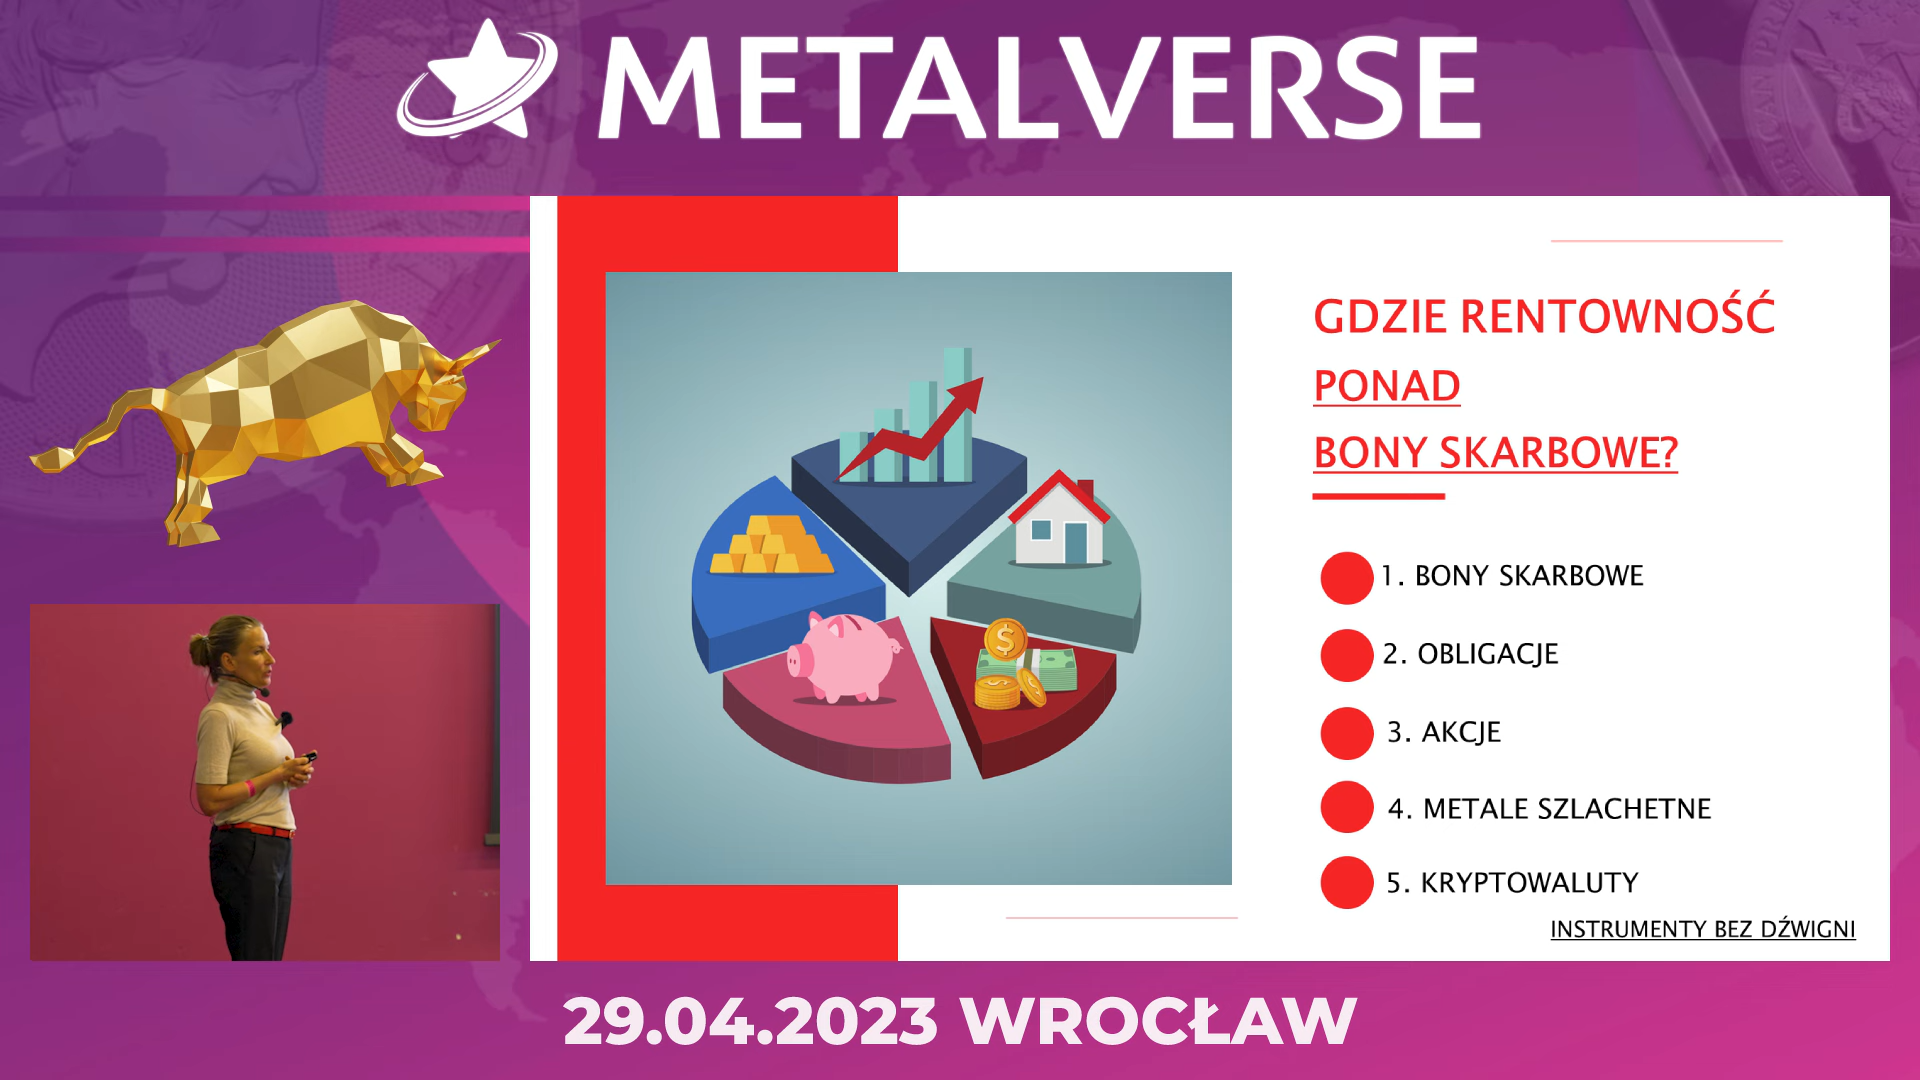 METALVERSE
GDZIE RENTOWNOŚĆ
PONAD
BONY SKARBOWE?
1. BONY SKARBOWE
2. OBLIGACJE
3. AKCJE
4. METALE SZLACHETNE
5. KRYPTOWALUTY
INSTRUMENTY BEZ DŹWIGNI
29.04.2023 WROCŁAW